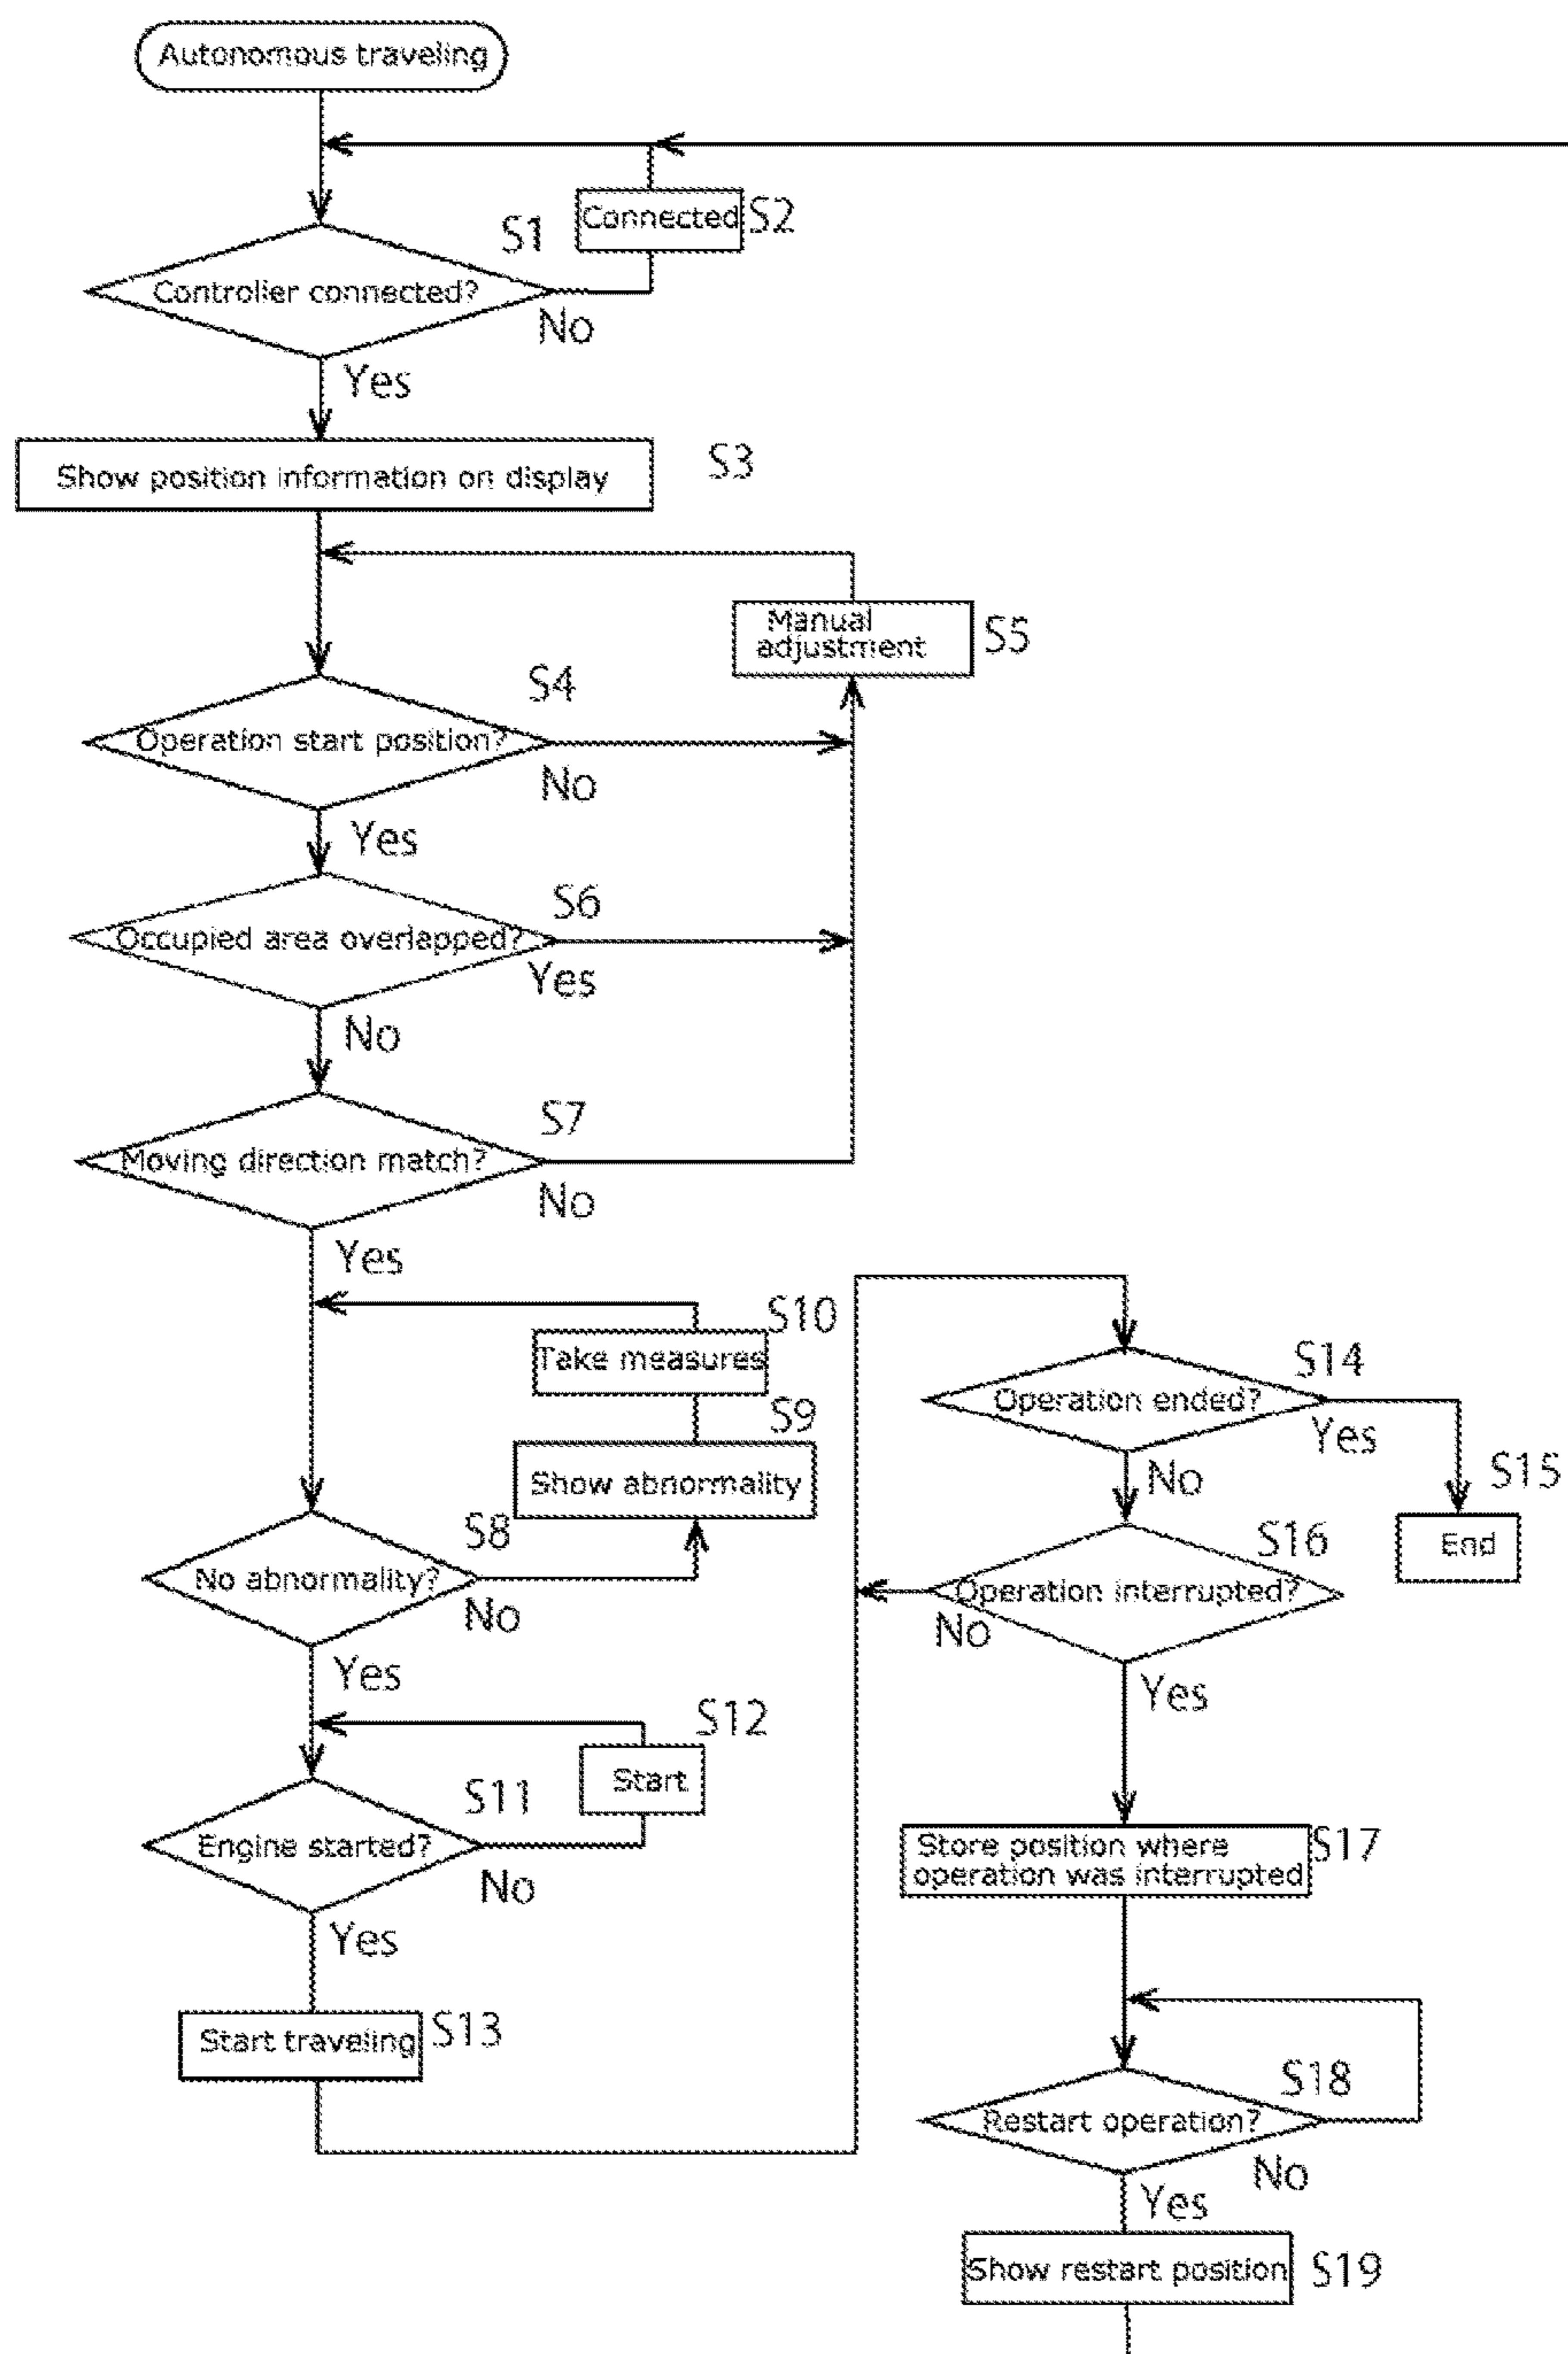 Autonomous traveling
Connected
S2
S1
Controller connected?
No
Yes
Show position information on display
S3
Manual
adjustment
S5
S4
Operation start position?
No
Yes
S6
Occupied area overlapped?
Yes
No
S7
Moving direction match?
No
Yes
S10
Take measures
S9
Show abnormality
S8
No abnormality?
No
Yes
S12
Start
S11
Engine started?
No
Yes
Start traveling
S13
S14
Operation ended?
Yes
No
S15
End
S16
Operation interrupted?
No
Yes
Store position where
operation was interrupted
S17
S18
Restart operation?
No
Yes
Show restart position
S19